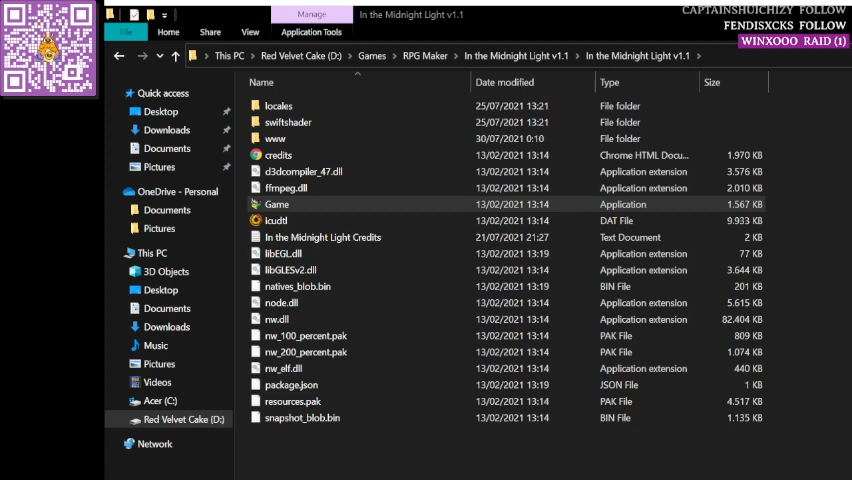 CAPTAINSHUICHIZY FOLLOW
FENDISXCKS FOLLOW
WINXOOO RAID (1)
Manage
In the Midnight Light v1.1
File
Home
Share
View
Application Tools
This PC
Red Velvet Cake (D:)
Games
RPG Maker
In the Midnight Light v1.1
In the Midnight Light v1.1
Name
Date modified
Type
Size
Quick access
Desktop
Downloads
Documents
Pictures
OneDrive - Personal
Documents
Pictures
This PC
3D Objects
Desktop
Documents
Downloads
Music
Pictures
Videos
Acer (C:)
Red Velvet Cake (D:)
Network
locales 25/07/2021 13:21 File folder
swiftshader 25/07/2021 13:21 File folder
www 30/07/2021 0:10 File folder
credits 13/02/2021 13:14 Chrome HTML Docu... 1.970 KB
d3dcompiler_47.dll 13/02/2021 13:14 Application extension 3.576 KB
ffmpeg.dll 13/02/2021 13:14 Application extension 2.010 KB
Game 13/02/2021 13:14 Application 1.567 KB
icudtl 13/02/2021 13:14 DAT File 9.933 KB
In the Midnight Light Credits 21/07/2021 21:27 Text Document 2 KB
libEGL.dll 13/02/2021 13:19 Application extension 77 KB
libGLESv2.dll 13/02/2021 13:14 Application extension 3.644 KB
natives_blob.bin 13/02/2021 13:14 BIN File 201 KB
node.dll 13/02/2021 13:14 Application extension 5.615 KB
nw.dll 13/02/2021 13:14 Application extension 82.404 KB
nw_100_percent.pak 13/02/2021 13:14 PAK File 809 KB
nw_200_percent.pak 13/02/2021 13:14 PAK File 1.074 KB
nw_elf.dll 13/02/2021 13:14 Application extension 440 KB
package.json 13/02/2021 13:19 JSON File 1 KB
resources.pak 13/02/2021 13:14 PAK File 4.517 KB
snapshot_blob.bin 13/02/2021 13:14 BIN File 1.135 KB